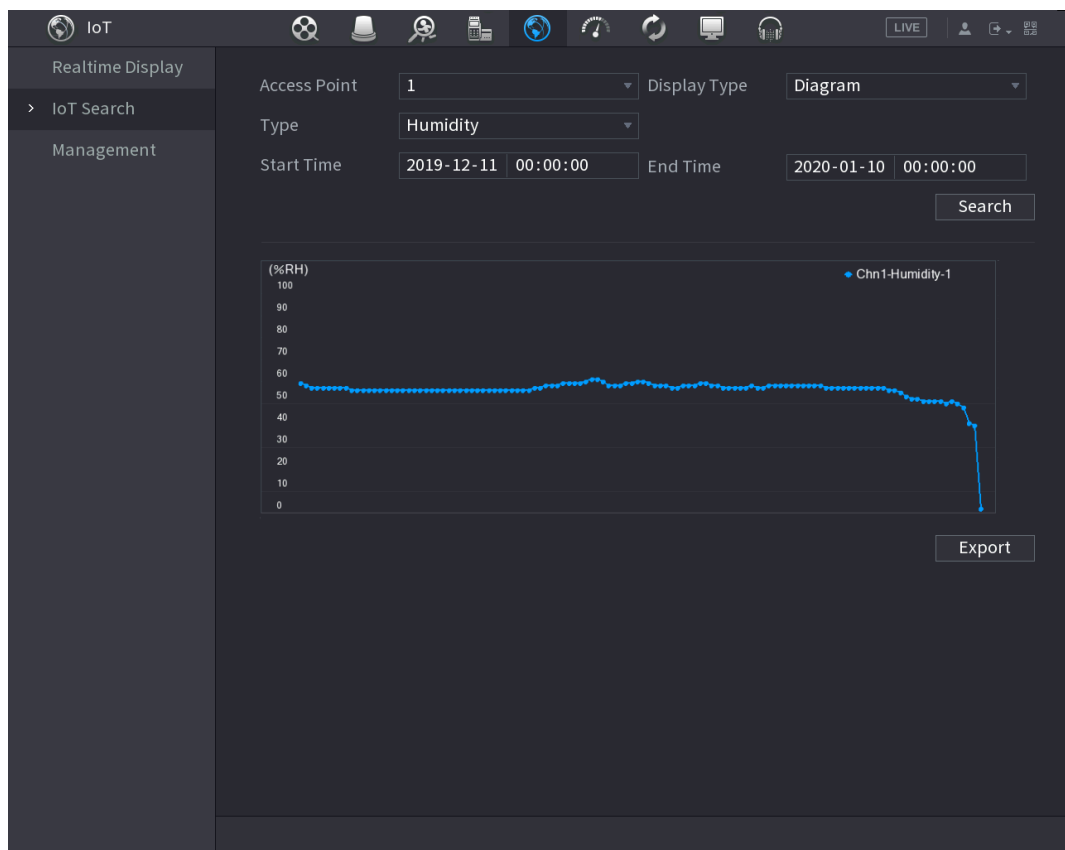 IoT
LIVE
Realtime Display
IoT Search
Management
Access Point 1 Display Type Diagram
Type Humidity
Start Time 2019-12-11 00:00:00 End Time 2020-01-10 00:00:00
Search
(%RH)
Chn1-Humidity-1
100
90
80
70
60
50
40
30
20
10
0
Export